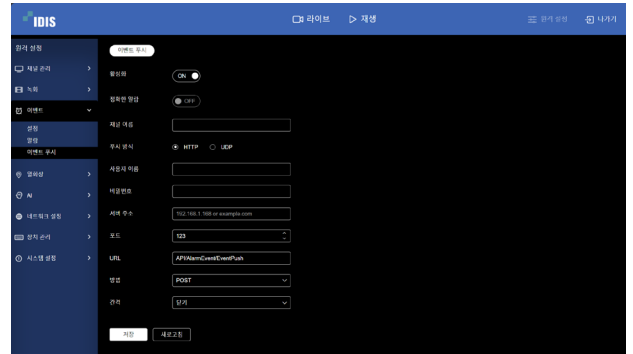 IDIS
라이브
재생
원격 설정
나가기
원격 설정
채널 관리
녹화
이벤트
설정
알람
이벤트 푸시
열화상
AI
네트워크 설정
장치 관리
시스템 설정
이벤트 푸시
활성화
ON
정확한 알람
OFF
채널 이름
푸시 방식
HTTP
UDP
사용자 이름
비밀번호
서버 주소
192.168.1.168 or example.com
포트
123
URL
API/AlarmEvent/EventPush
방법
POST
간격
닫기
저장
새로고침